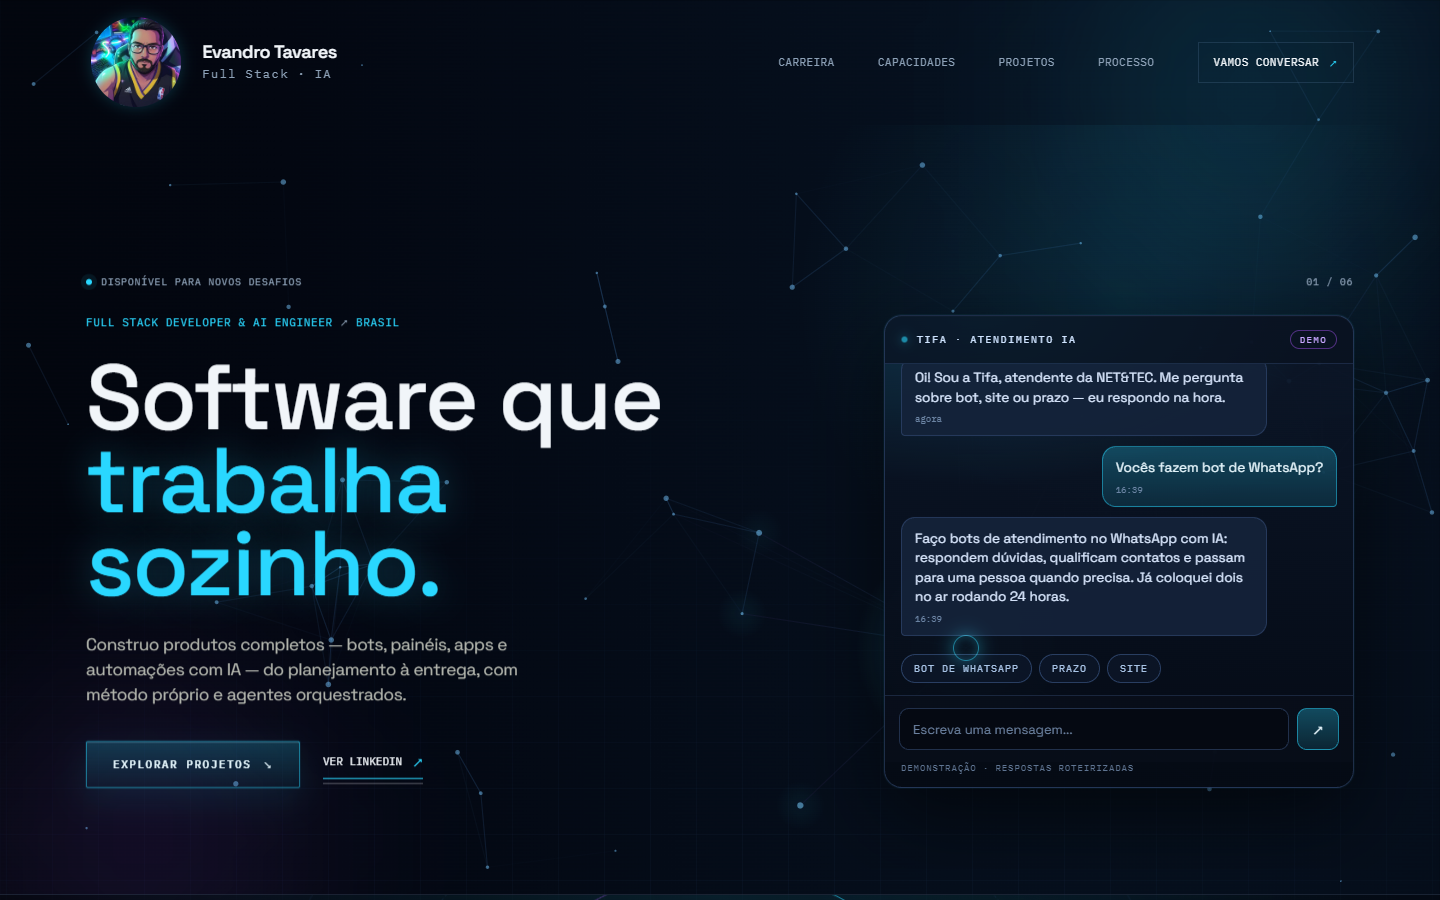 Evandro Tavares
Full Stack · IA
CARREIRA
CAPACIDADES
PROJETOS
PROCESSO
VAMOS CONVERSAR ↗
DISPONÍVEL PARA NOVOS DESAFIOS
FULL STACK DEVELOPER & AI ENGINEER ↗ BRASIL
Software que
trabalha
sozinho.
Construo produtos completos — bots, painéis, apps e
automações com IA — do planejamento à entrega, com
método próprio e agentes orquestrados.
EXPLORAR PROJETOS ↘
VER LINKEDIN ↗
01 / 06
TIFA · ATENDIMENTO IA
DEMO
Oi! Sou a Tifa, atendente da NET&TEC. Me pergunta
sobre bot, site ou prazo — eu respondo na hora.
agora
Vocês fazem bot de WhatsApp?
16:39
Faço bots de atendimento no WhatsApp com IA:
respondem dúvidas, qualificam contatos e passam
para uma pessoa quando precisa. Já coloquei dois
no ar rodando 24 horas.
16:39
BOT DE WHATSAPP
PRAZO
SITE
Escreva uma mensagem...
↗
DEMONSTRAÇÃO · RESPOSTAS ROTEIRIZADAS